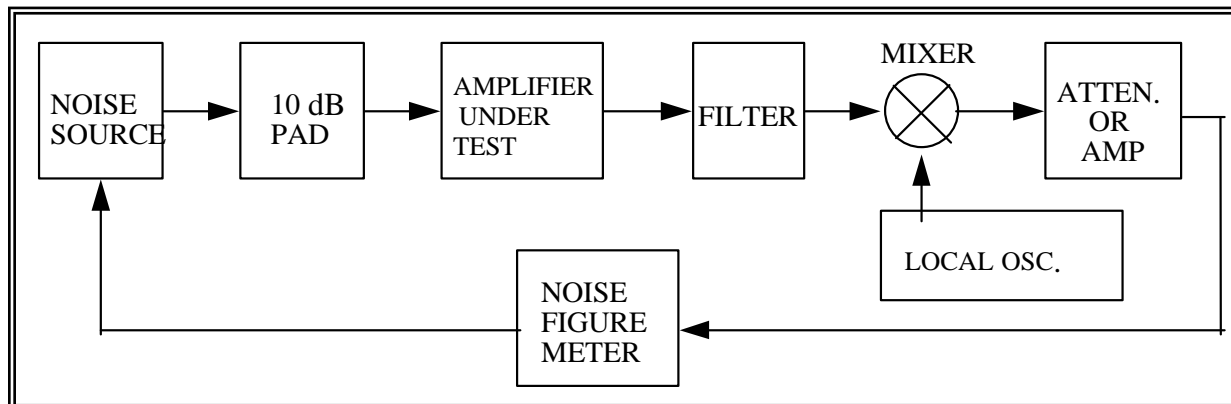 NOISE
SOURCE
10 dB
PAD
AMPLIFIER
UNDER
TEST
FILTER
MIXER
ATTEN.
OR
AMP
LOCAL OSC.
NOISE
FIGURE
METER